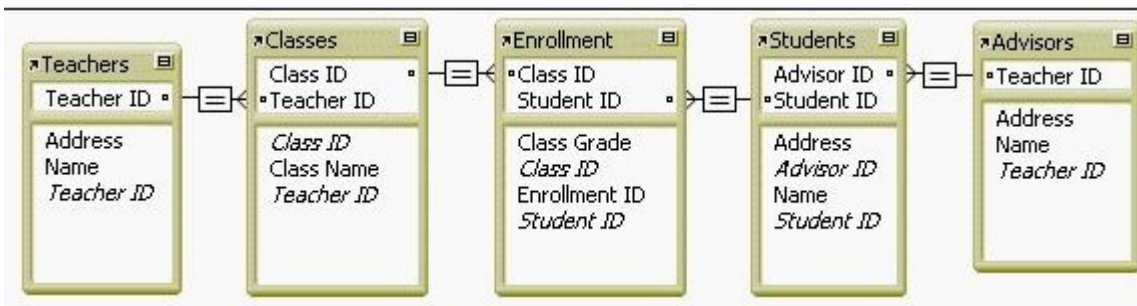 Teachers
Teacher ID
Address
Name
Teacher ID
Classes
Class ID
Teacher ID
Class ID
Class Name
Teacher ID
Enrollment
Class ID
Student ID
Class Grade
Class ID
Enrollment ID
Student ID
Students
Advisor ID
Student ID
Address
Advisor ID
Name
Student ID
Advisors
Teacher ID
Address
Name
Teacher ID